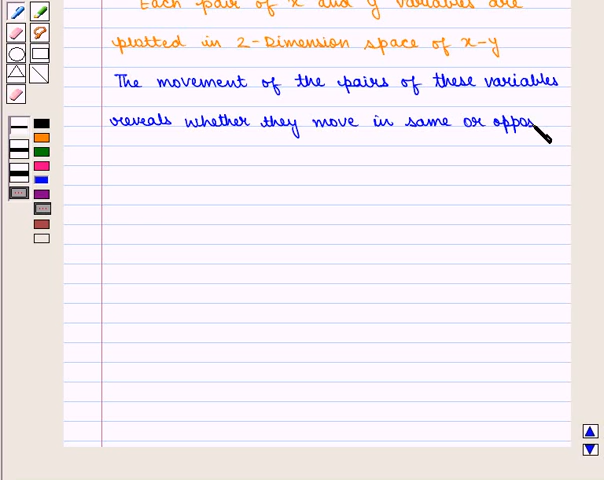 Each pair of x and y variables are
plotted in 2-Dimension space of x-y
The movement of the pairs of these variables
reveals whether they move in same or oppos